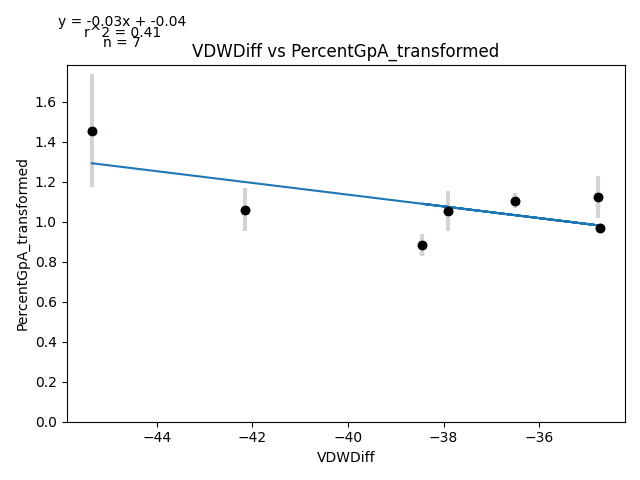 y = -0.03x + -0.04
r^2 = 0.41
n = 7
VDWDiff vs PercentGpA_transformed
PercentGpA_transformed
1.6
1.4
1.2
1.0
0.8
0.6
0.4
0.2
0.0
−44 −42 −40 −38 −36
VDWDiff